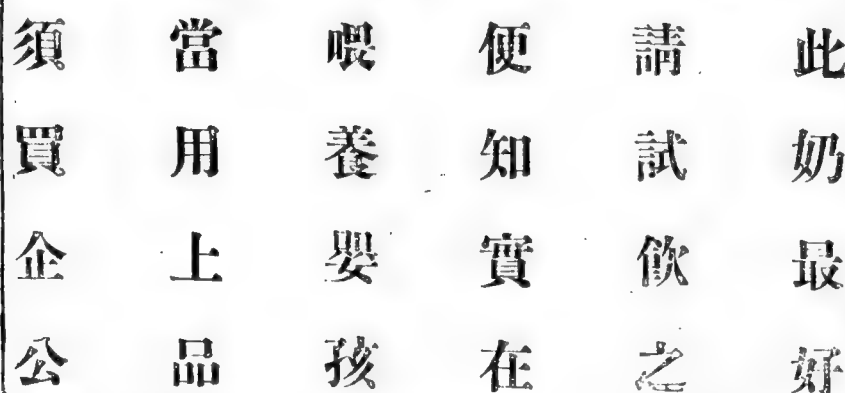 此奶最好
請試飲之
便知實在
喂養嬰孩
當用上品
須買企公